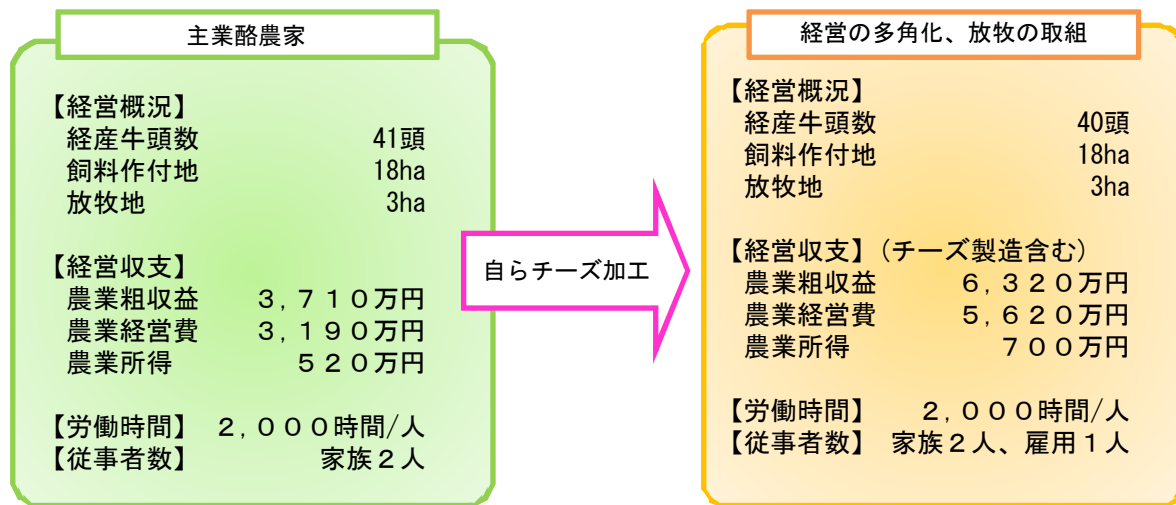 主業酪農家
【経営概況】
経産牛頭数 41頭
飼料作付地 18ha
放牧地 3ha
【経営収支】
農業粗収益 3,710万円
農業経営費 3,190万円
農業所得 520万円
【労働時間】 2,000時間/人
【従事者数】 家族2人
自らチーズ加工
経営の多角化、放牧の取組
【経営概況】
経産牛頭数 40頭
飼料作付地 18ha
放牧地 3ha
【経営収支】(チーズ製造含む)
農業粗収益 6,320万円
農業経営費 5,620万円
農業所得 700万円
【労働時間】 2,000時間/人
【従事者数】 家族2人、雇用1人